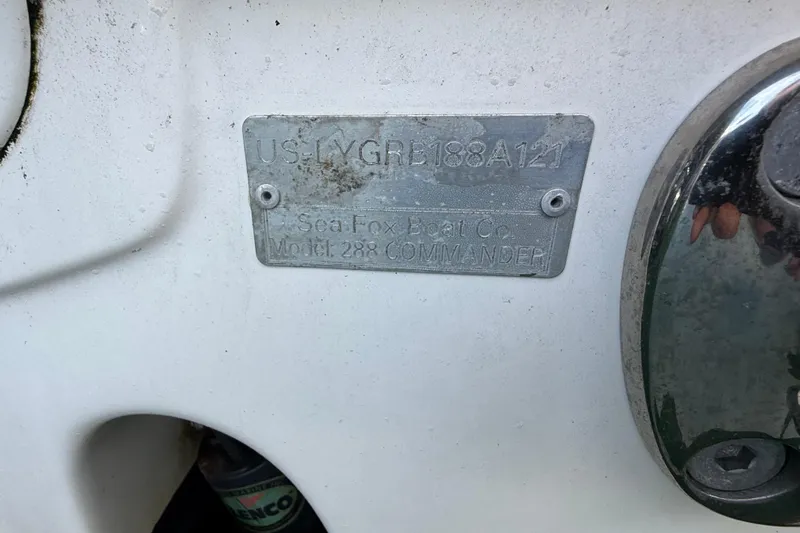 US-LYGRB188A121
Sea Fox Boat Co.
Model: 288 COMMANDER